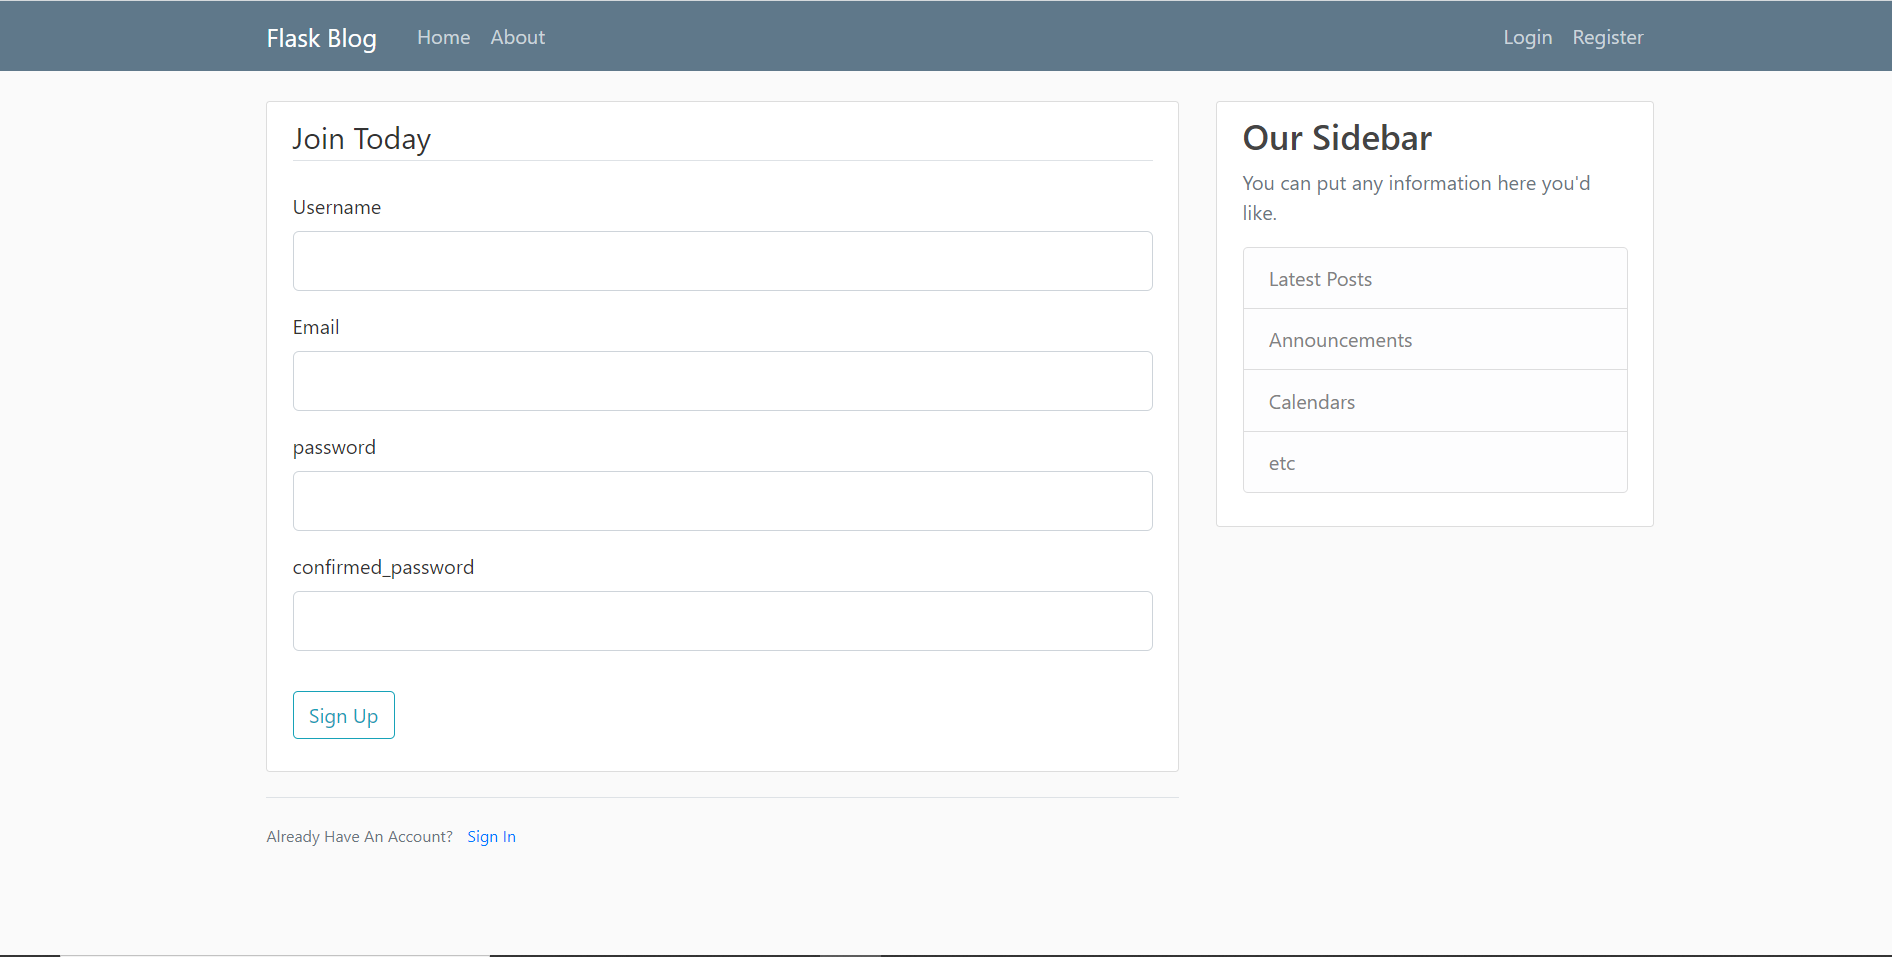 Flask Blog Home About Login Register
Join Today
Username
Email
password
confirmed_password
Sign Up
Already Have An Account? Sign In
Our Sidebar
You can put any information here you'd
like.
Latest Posts
Announcements
Calendars
etc